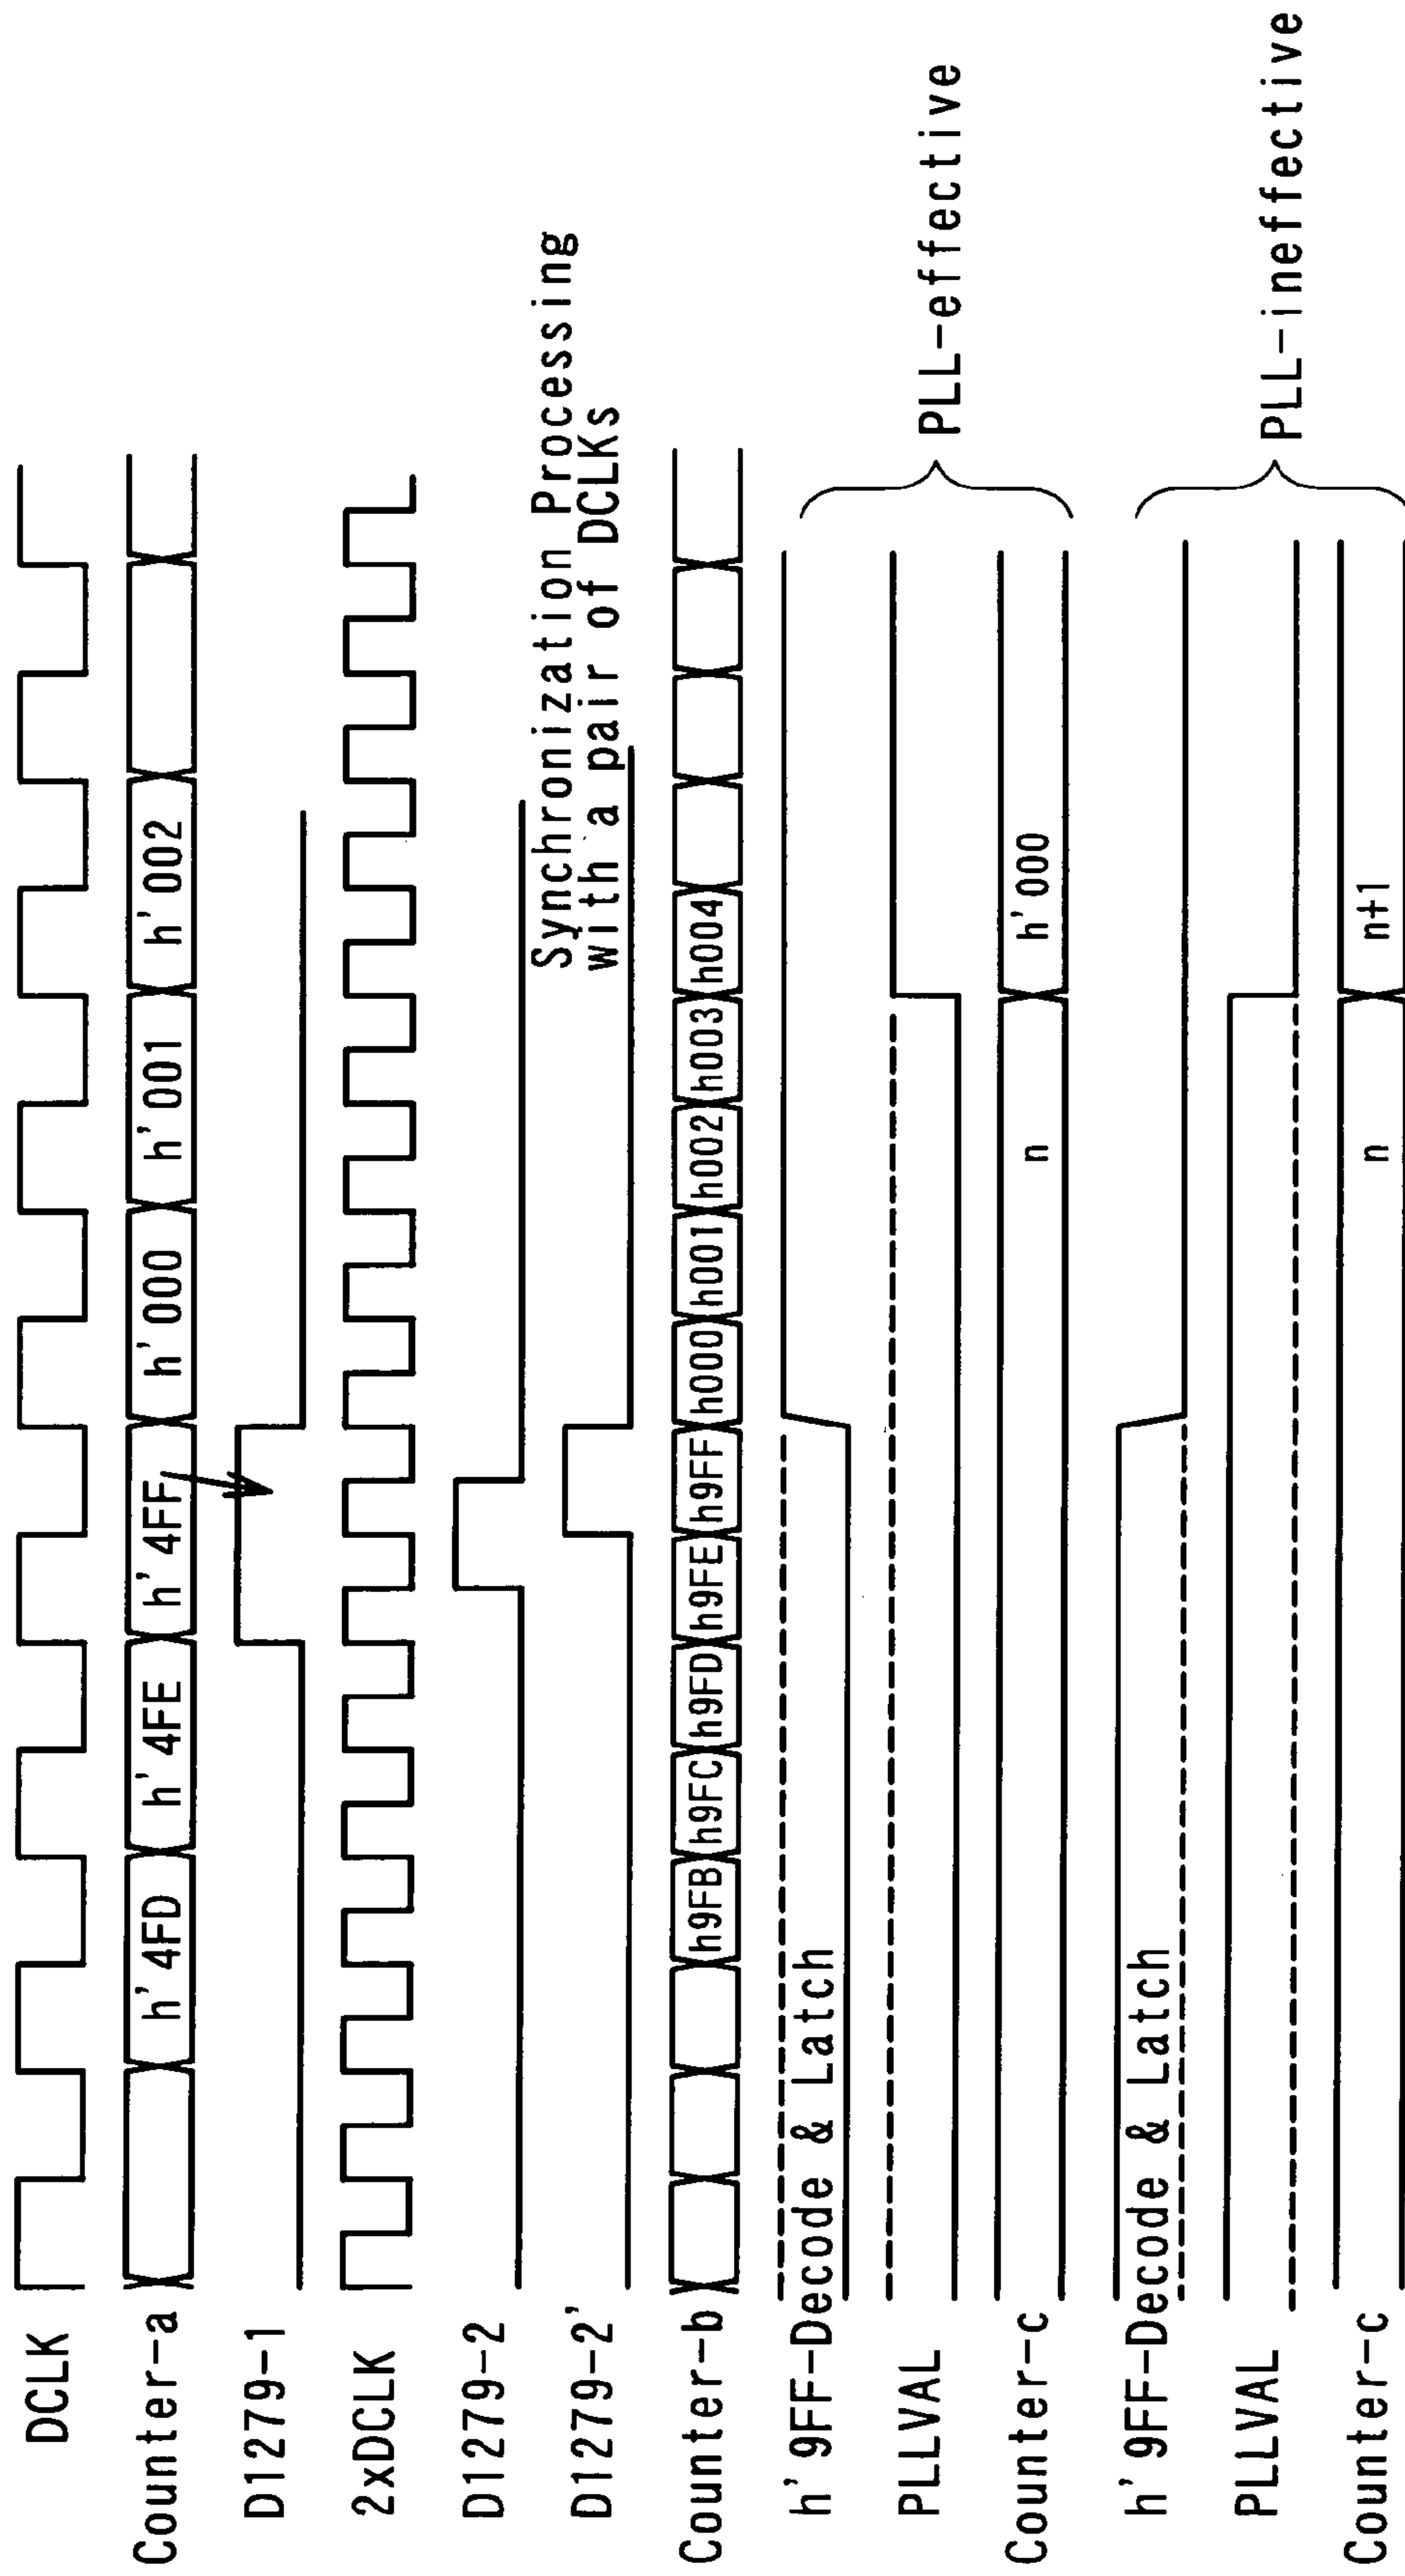 DCLK
Counter-a
h' 4FD
h' 4FE
h' 4FF
h' 000
h' 001
h' 002
D1279-1
2xDCLK
D1279-2
Synchronization Processing
with a pair of DCLKs
D1279-2'
Counter-b
h9FB
h9FC
h9FD
h9FE
h9FF
h000
h001
h002
h003
h004
h' 9FF-Decode & Latch
PLLVAL
Counter-c
n
h' 000
PLL-effective
h' 9FF-Decode & Latch
PLLVAL
Counter-c
n
n+1
PLL-ineffective